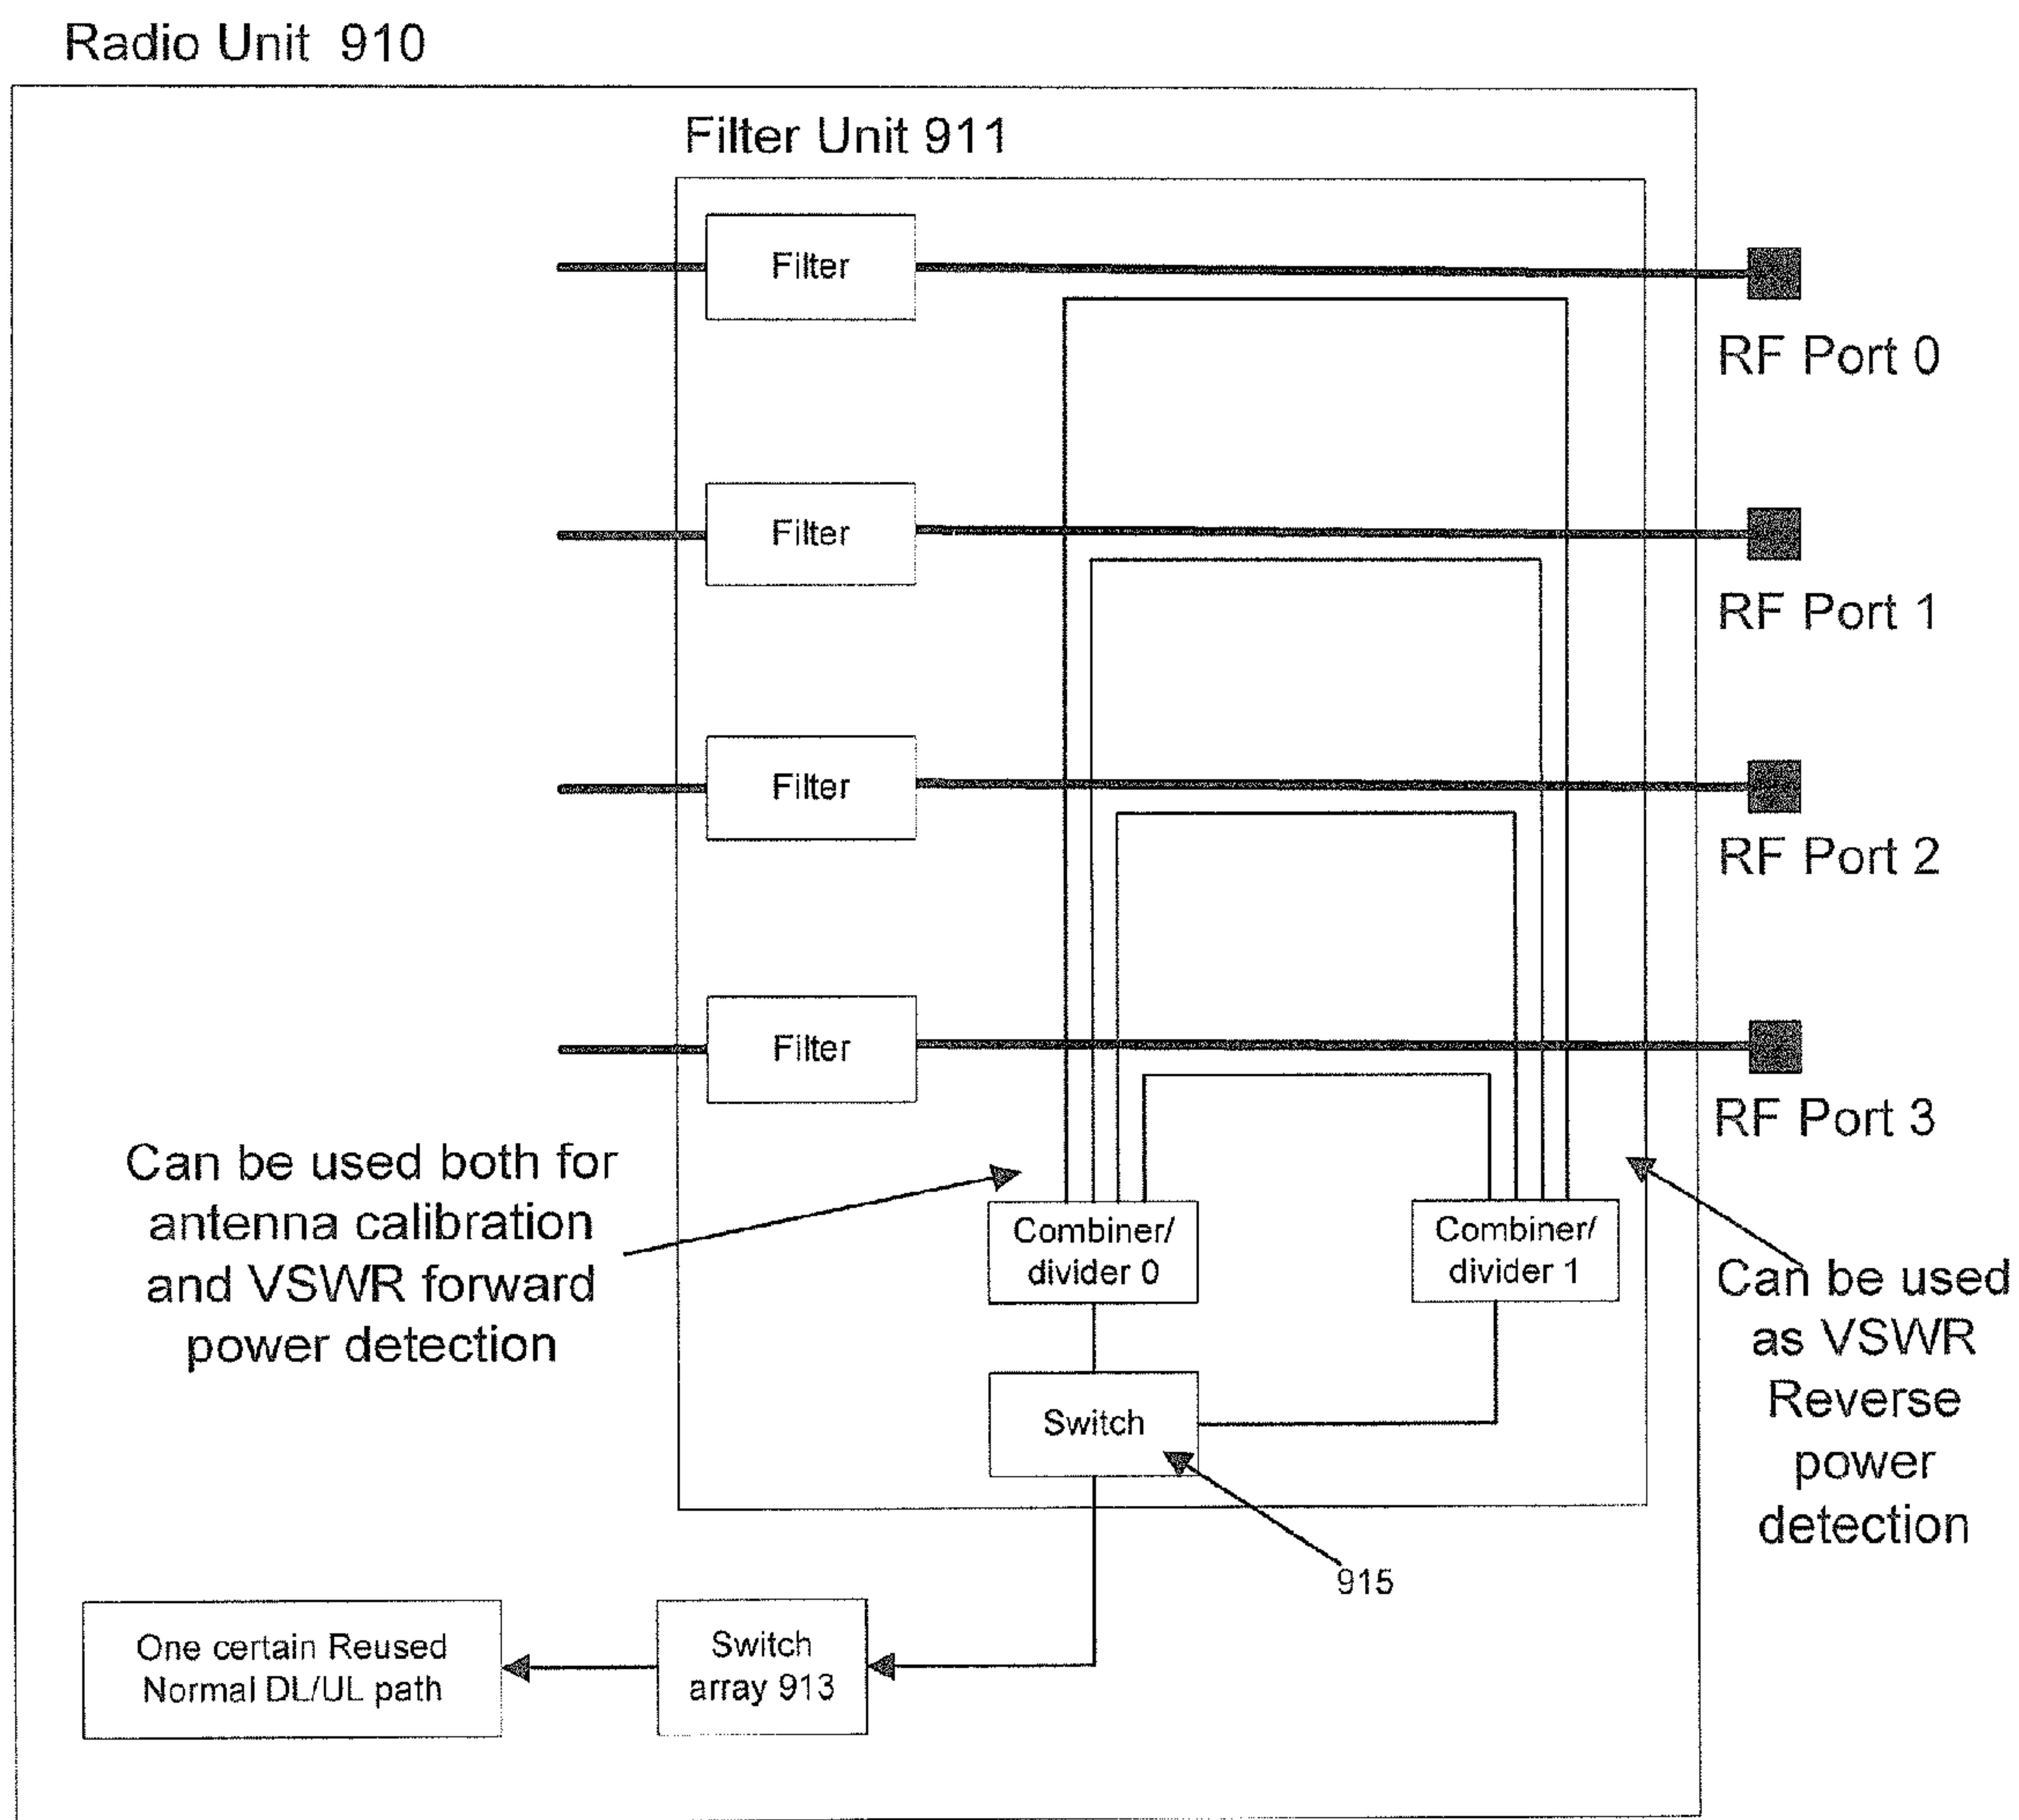 Radio Unit 910
Filter Unit 911
Filter
RF Port 0
Filter
RF Port 1
Filter
RF Port 2
Filter
RF Port 3
Can be used both for
antenna calibration
and VSWR forward
power detection
Combiner/
divider 0
Combiner/
divider 1
Can be used
as VSWR
Reverse
power
detection
Switch
915
One certain Reused
Normal DL/UL path
Switch
array 913